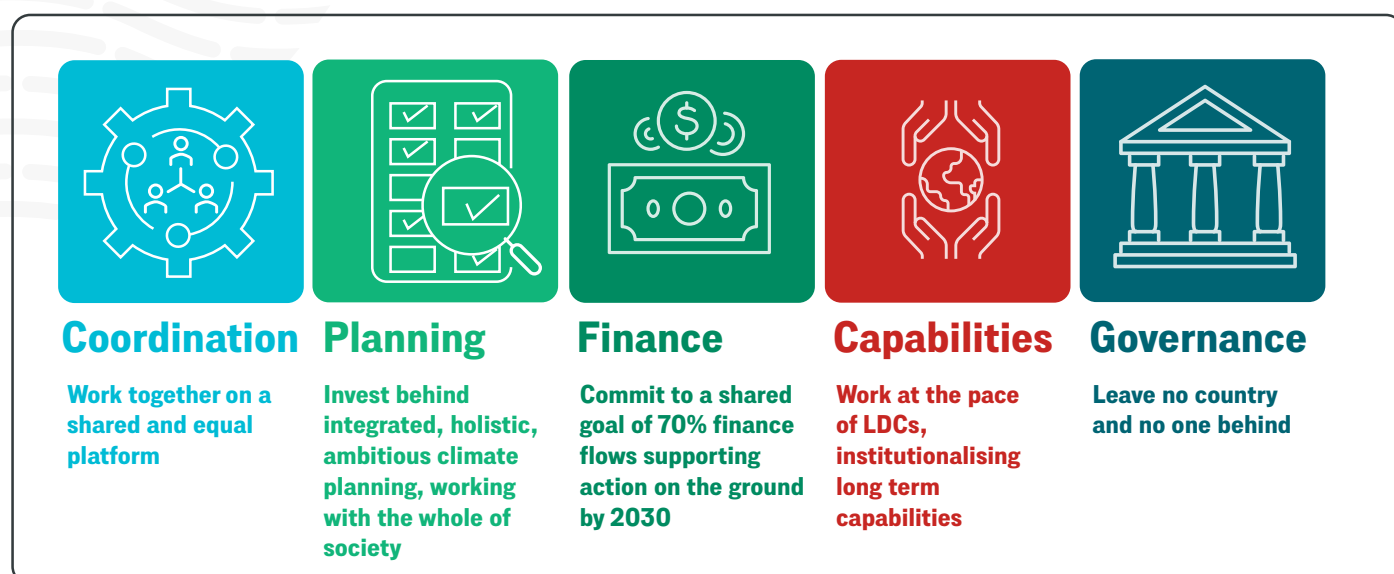 Coordination
Work together on a
shared and equal
platform
Planning
Invest behind
integrated, holistic,
ambitious climate
planning, working
with the whole of
society
Finance
Commit to a shared
goal of 70% finance
flows supporting
action on the ground
by 2030
Capabilities
Work at the pace
of LDCs,
institutionalising
long term
capabilities
Governance
Leave no country
and no one behind